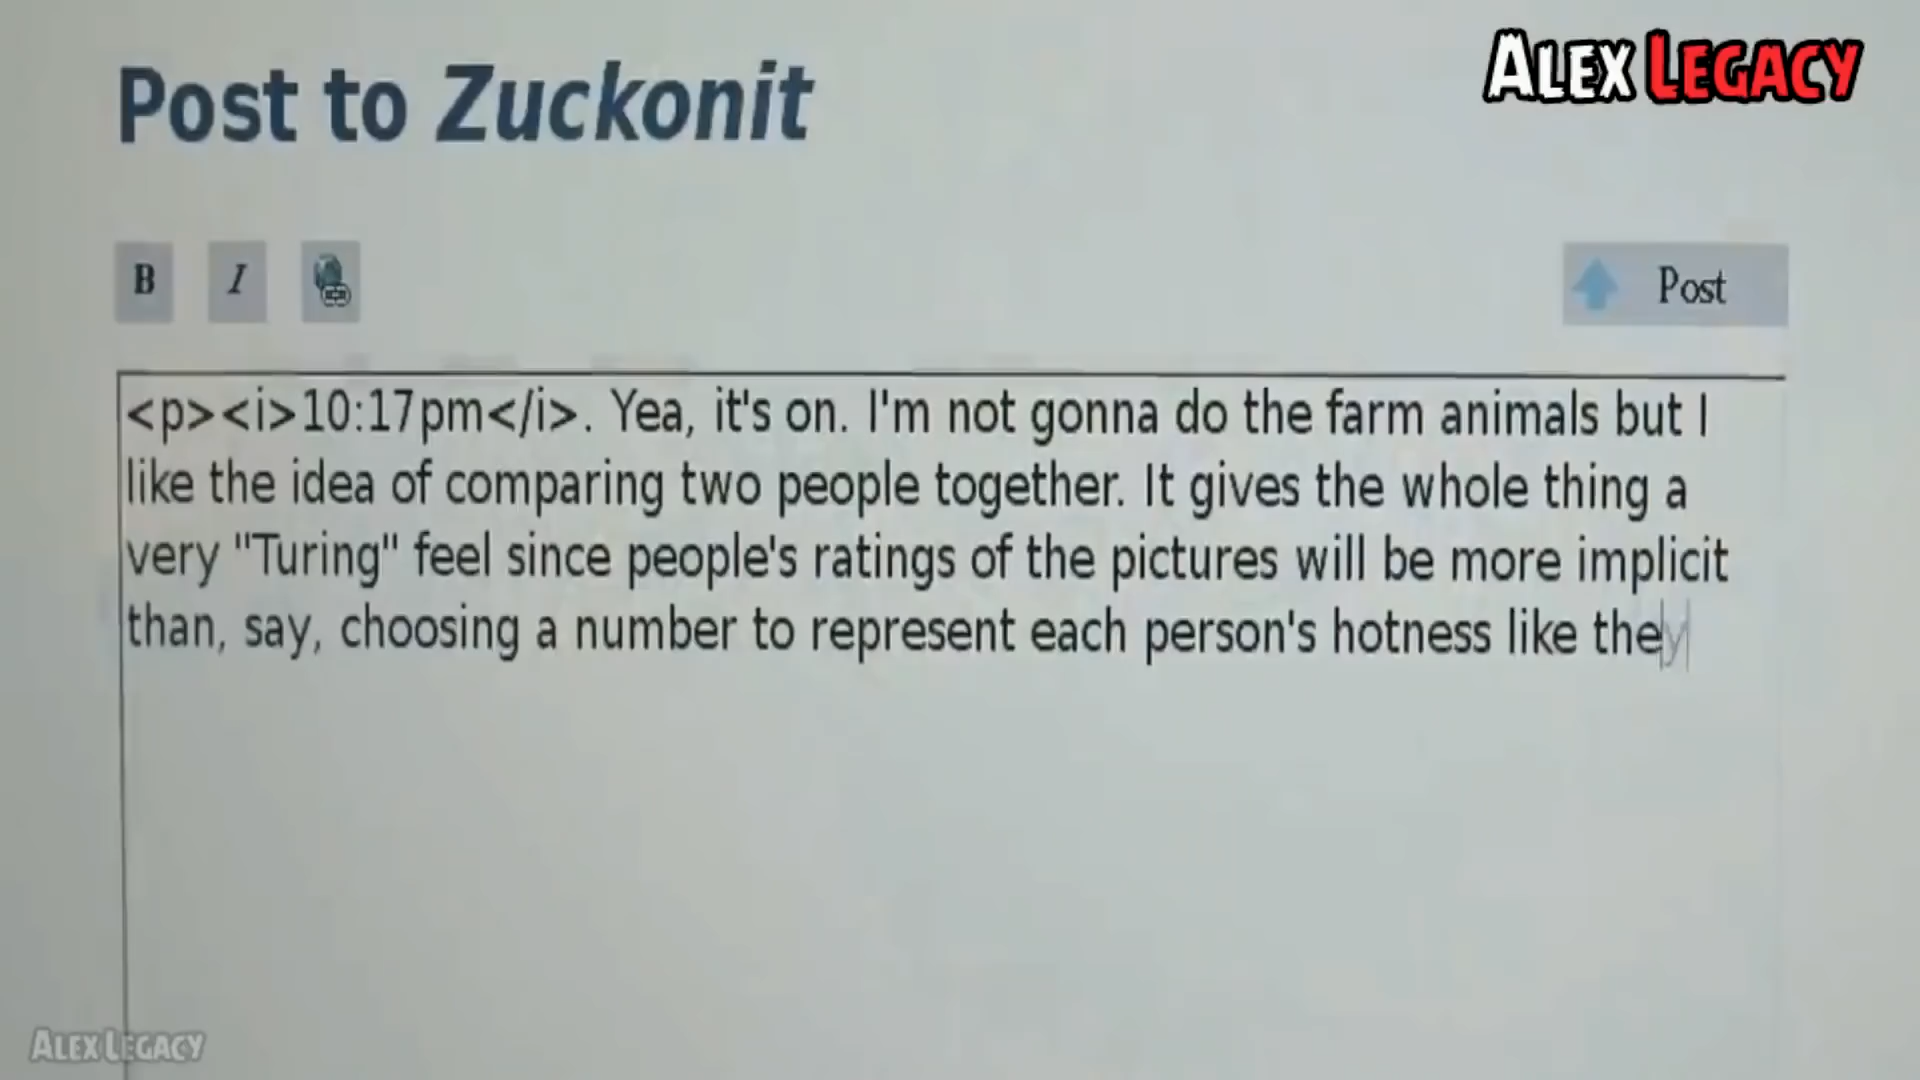 ALEX LEGACY
Post to Zuckonit
B I
Post
<p><i>10:17pm</i>. Yea, it's on. I'm not gonna do the farm animals but I
like the idea of comparing two people together. It gives the whole thing a
very "Turing" feel since people's ratings of the pictures will be more implicit
than, say, choosing a number to represent each person's hotness like they
ALEX LEGACY